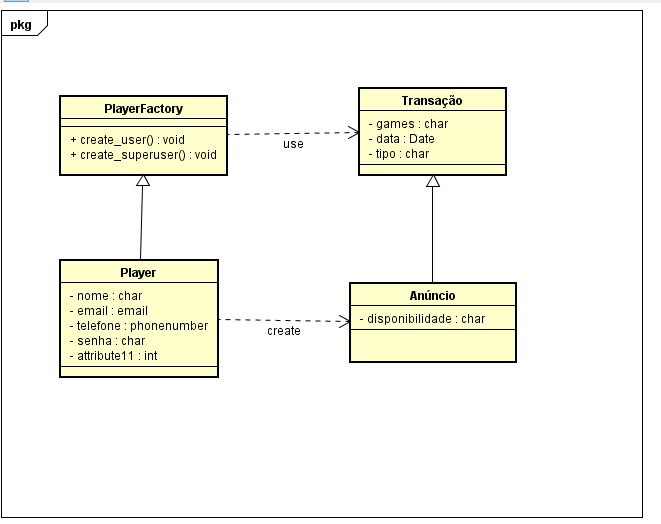 pkg
PlayerFactory
+ create_user() : void
+ create_superuser() : void
use
Transação
- games : char
- data : Date
- tipo : char
Player
- nome : char
- email : email
- telefone : phonenumber
- senha : char
- attribute11 : int
create
Anúncio
- disponibilidade : char